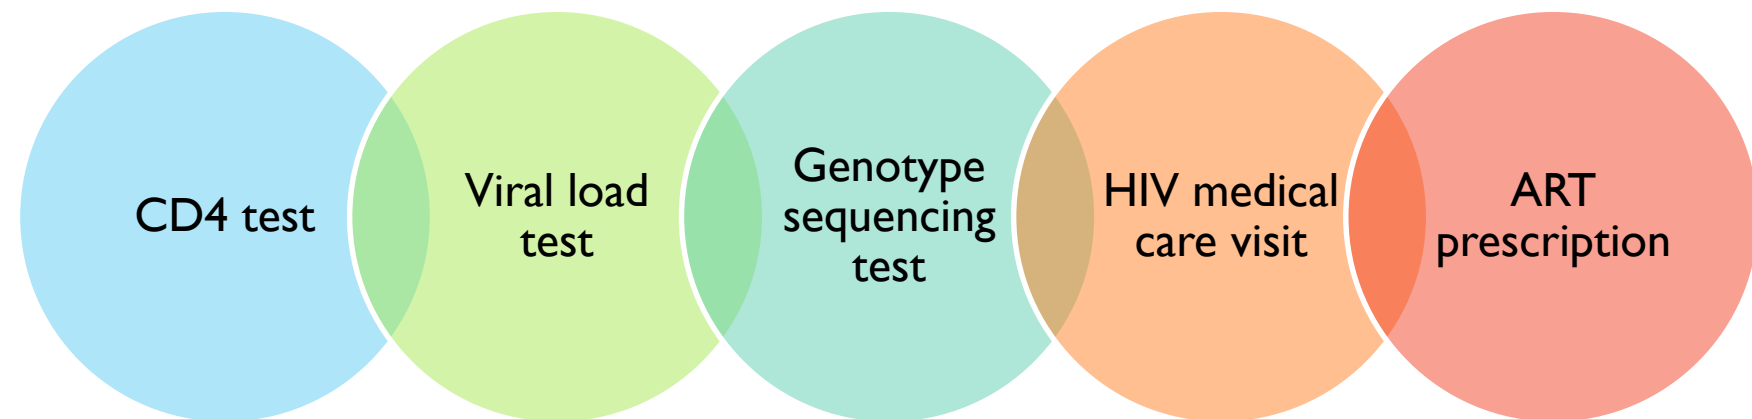 CD4 test
Viral load
test
Genotype
sequencing
test
HIV medical
care visit
ART
prescription